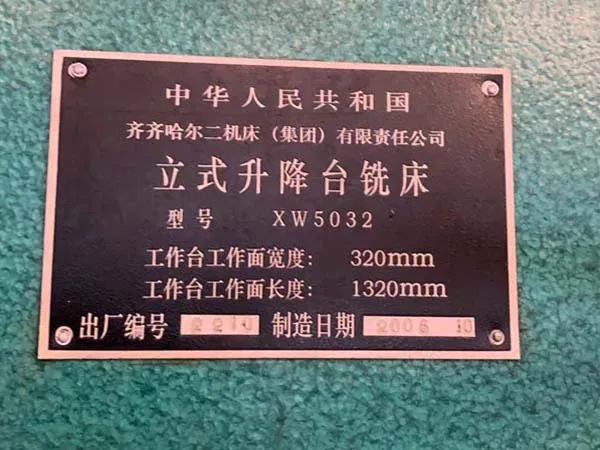 中华人民共和国
齐齐哈尔二机床（集团）有限责任公司
立式升降台铣床
型号 XW5032
工作台工作面宽度： 320mm
工作台工作面长度： 1320mm
出厂编号 2210 制造日期 2006 10